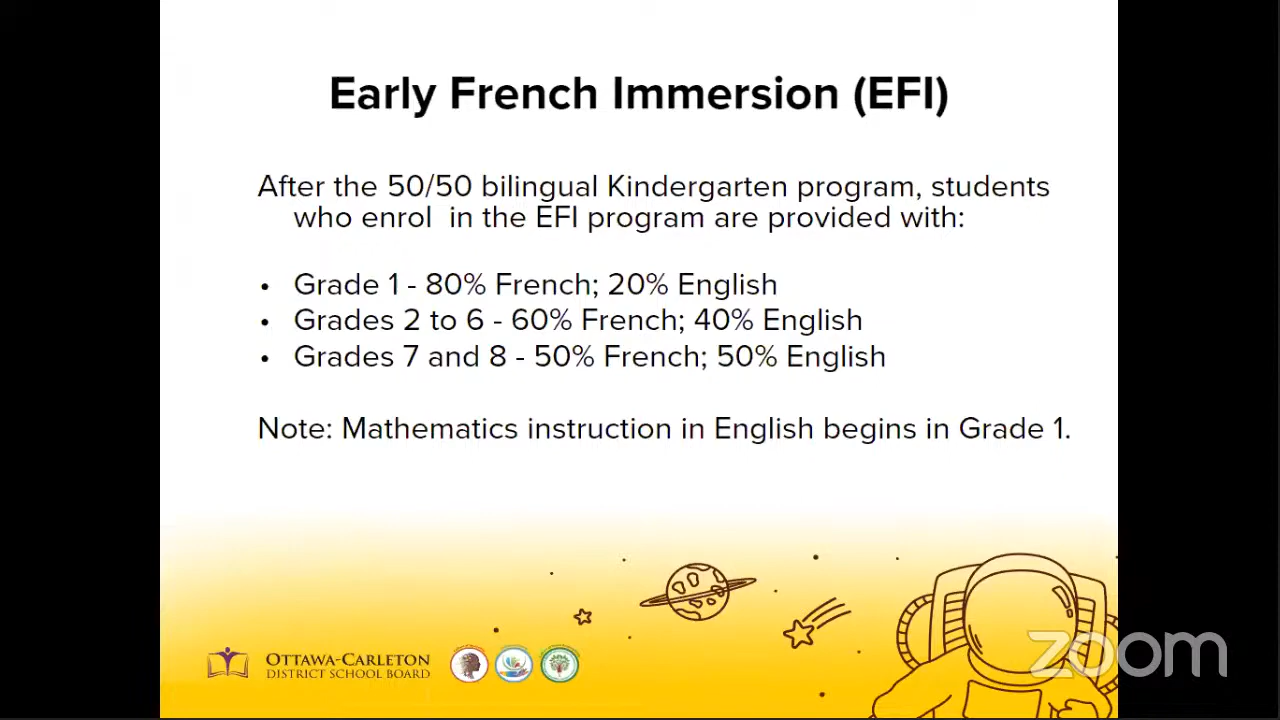 Early French Immersion (EFI)
After the 50/50 bilingual Kindergarten program, students
who enrol in the EFI program are provided with:
• Grade 1 - 80% French; 20% English
• Grades 2 to 6 - 60% French; 40% English
• Grades 7 and 8 - 50% French; 50% English
Note: Mathematics instruction in English begins in Grade 1.
OTTAWA-CARLETON
DISTRICT SCHOOL BOARD
zoom